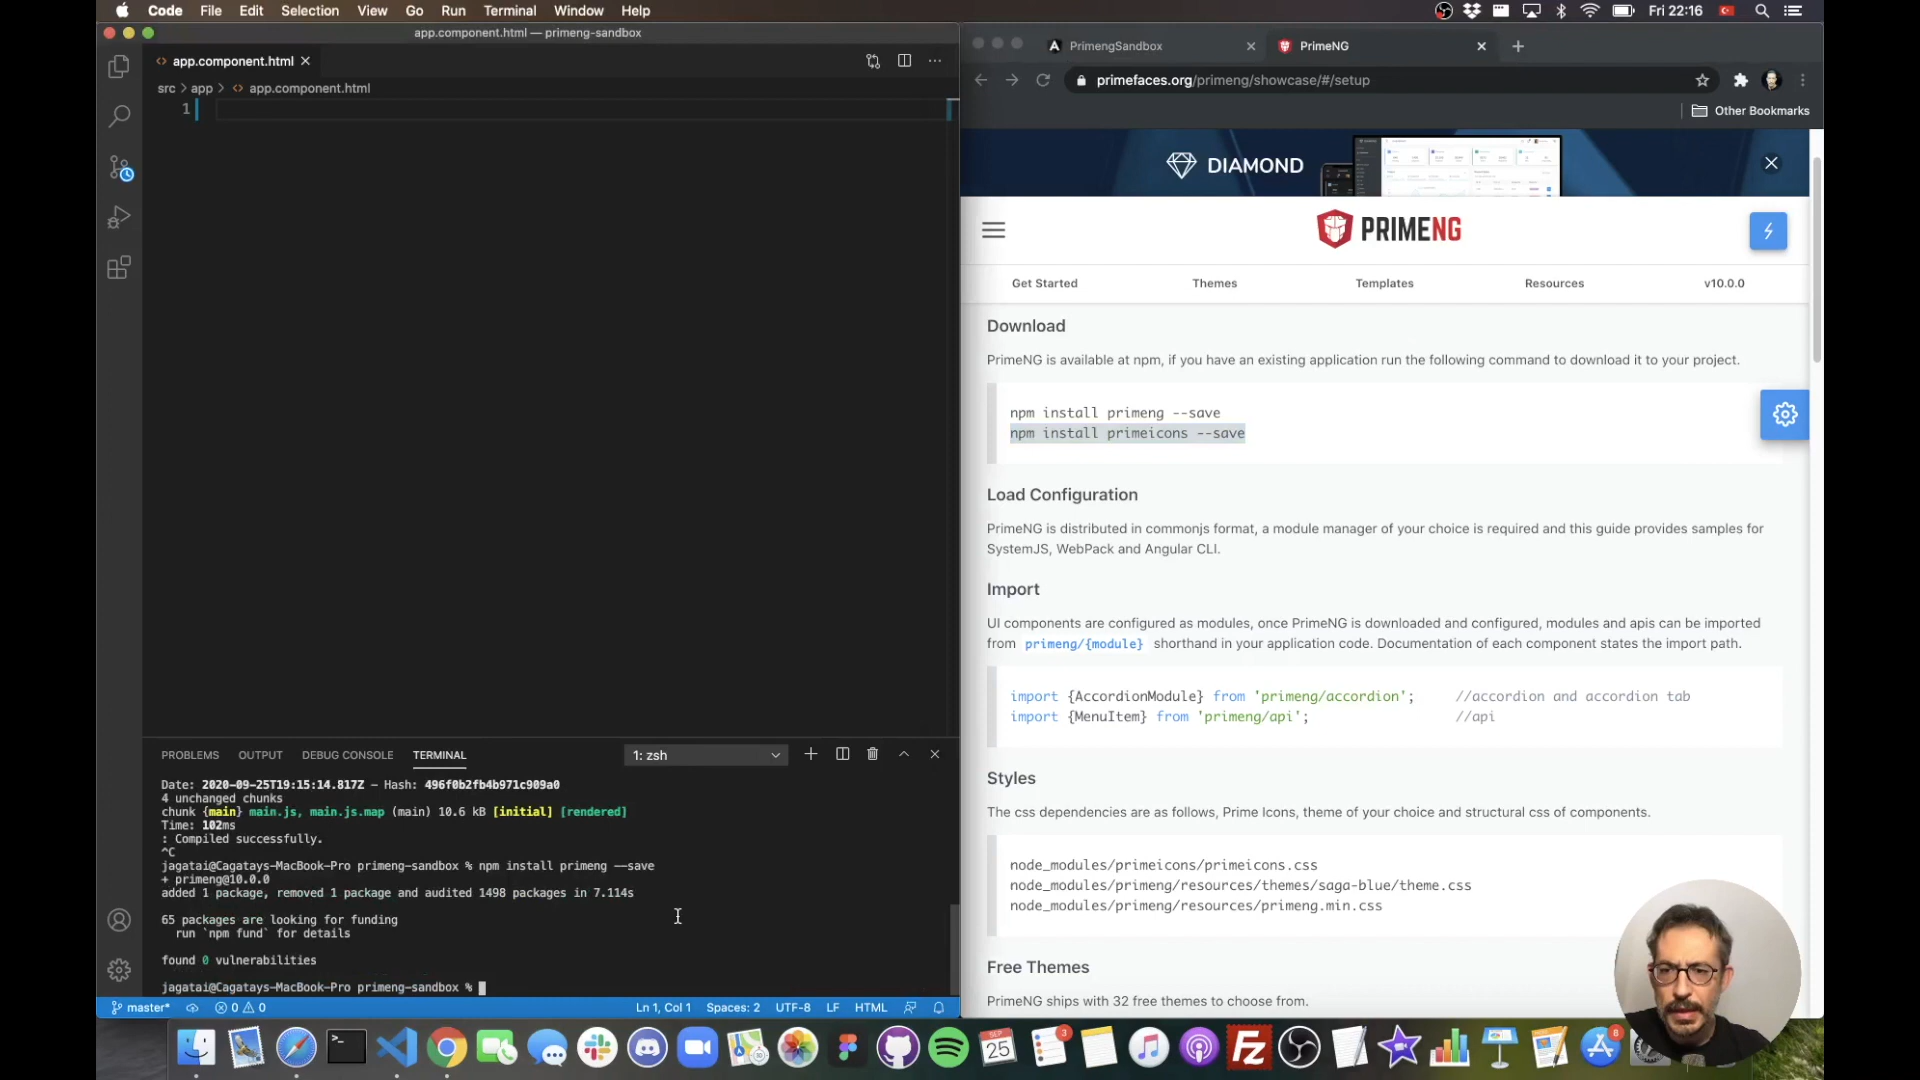 Code File Edit Selection View Go Run Terminal Window Help
Fri 22:16
app.component.html — primeng-sandbox
app.component.html
src > app > app.component.html
1
PROBLEMS OUTPUT DEBUG CONSOLE TERMINAL
1: zsh
Date: 2020-09-25T19:15:14.817Z - Hash: 496f0b2fb4b971c909a0
4 unchanged chunks
chunk {main} main.js, main.js.map (main) 10.6 kB [initial] [rendered]
Time: 102ms
: Compiled successfully.
^C
jagatai@Cagatays-MacBook-Pro primeng-sandbox % npm install primeng --save
+ primeng@10.0.0
added 1 package, removed 1 package and audited 1498 packages in 7.114s
65 packages are looking for funding
run `npm fund` for details
found 0 vulnerabilities
jagatai@Cagatays-MacBook-Pro primeng-sandbox %
master* 0 0
Ln 1, Col 1 Spaces: 2 UTF-8 LF HTML
PrimengSandbox
PrimeNG
primefaces.org/primeng/showcase/#/setup
Other Bookmarks
DIAMOND
PRIMENG
Get Started Themes Templates Resources v10.0.0
Download
PrimeNG is available at npm, if you have an existing application run the following command to download it to your project.
npm install primeng --save
npm install primeicons --save
Load Configuration
PrimeNG is distributed in commonjs format, a module manager of your choice is required and this guide provides samples for
SystemJS, WebPack and Angular CLI.
Import
UI components are configured as modules, once PrimeNG is downloaded and configured, modules and apis can be imported
from primeng/{module} shorthand in your application code. Documentation of each component states the import path.
import {AccordionModule} from 'primeng/accordion'; //accordion and accordion tab
import {MenuItem} from 'primeng/api'; //api
Styles
The css dependencies are as follows, Prime Icons, theme of your choice and structural css of components.
node_modules/primeicons/primeicons.css
node_modules/primeng/resources/themes/saga-blue/theme.css
node_modules/primeng/resources/primeng.min.css
Free Themes
PrimeNG ships with 32 free themes to choose from.
SEP
25
3
8